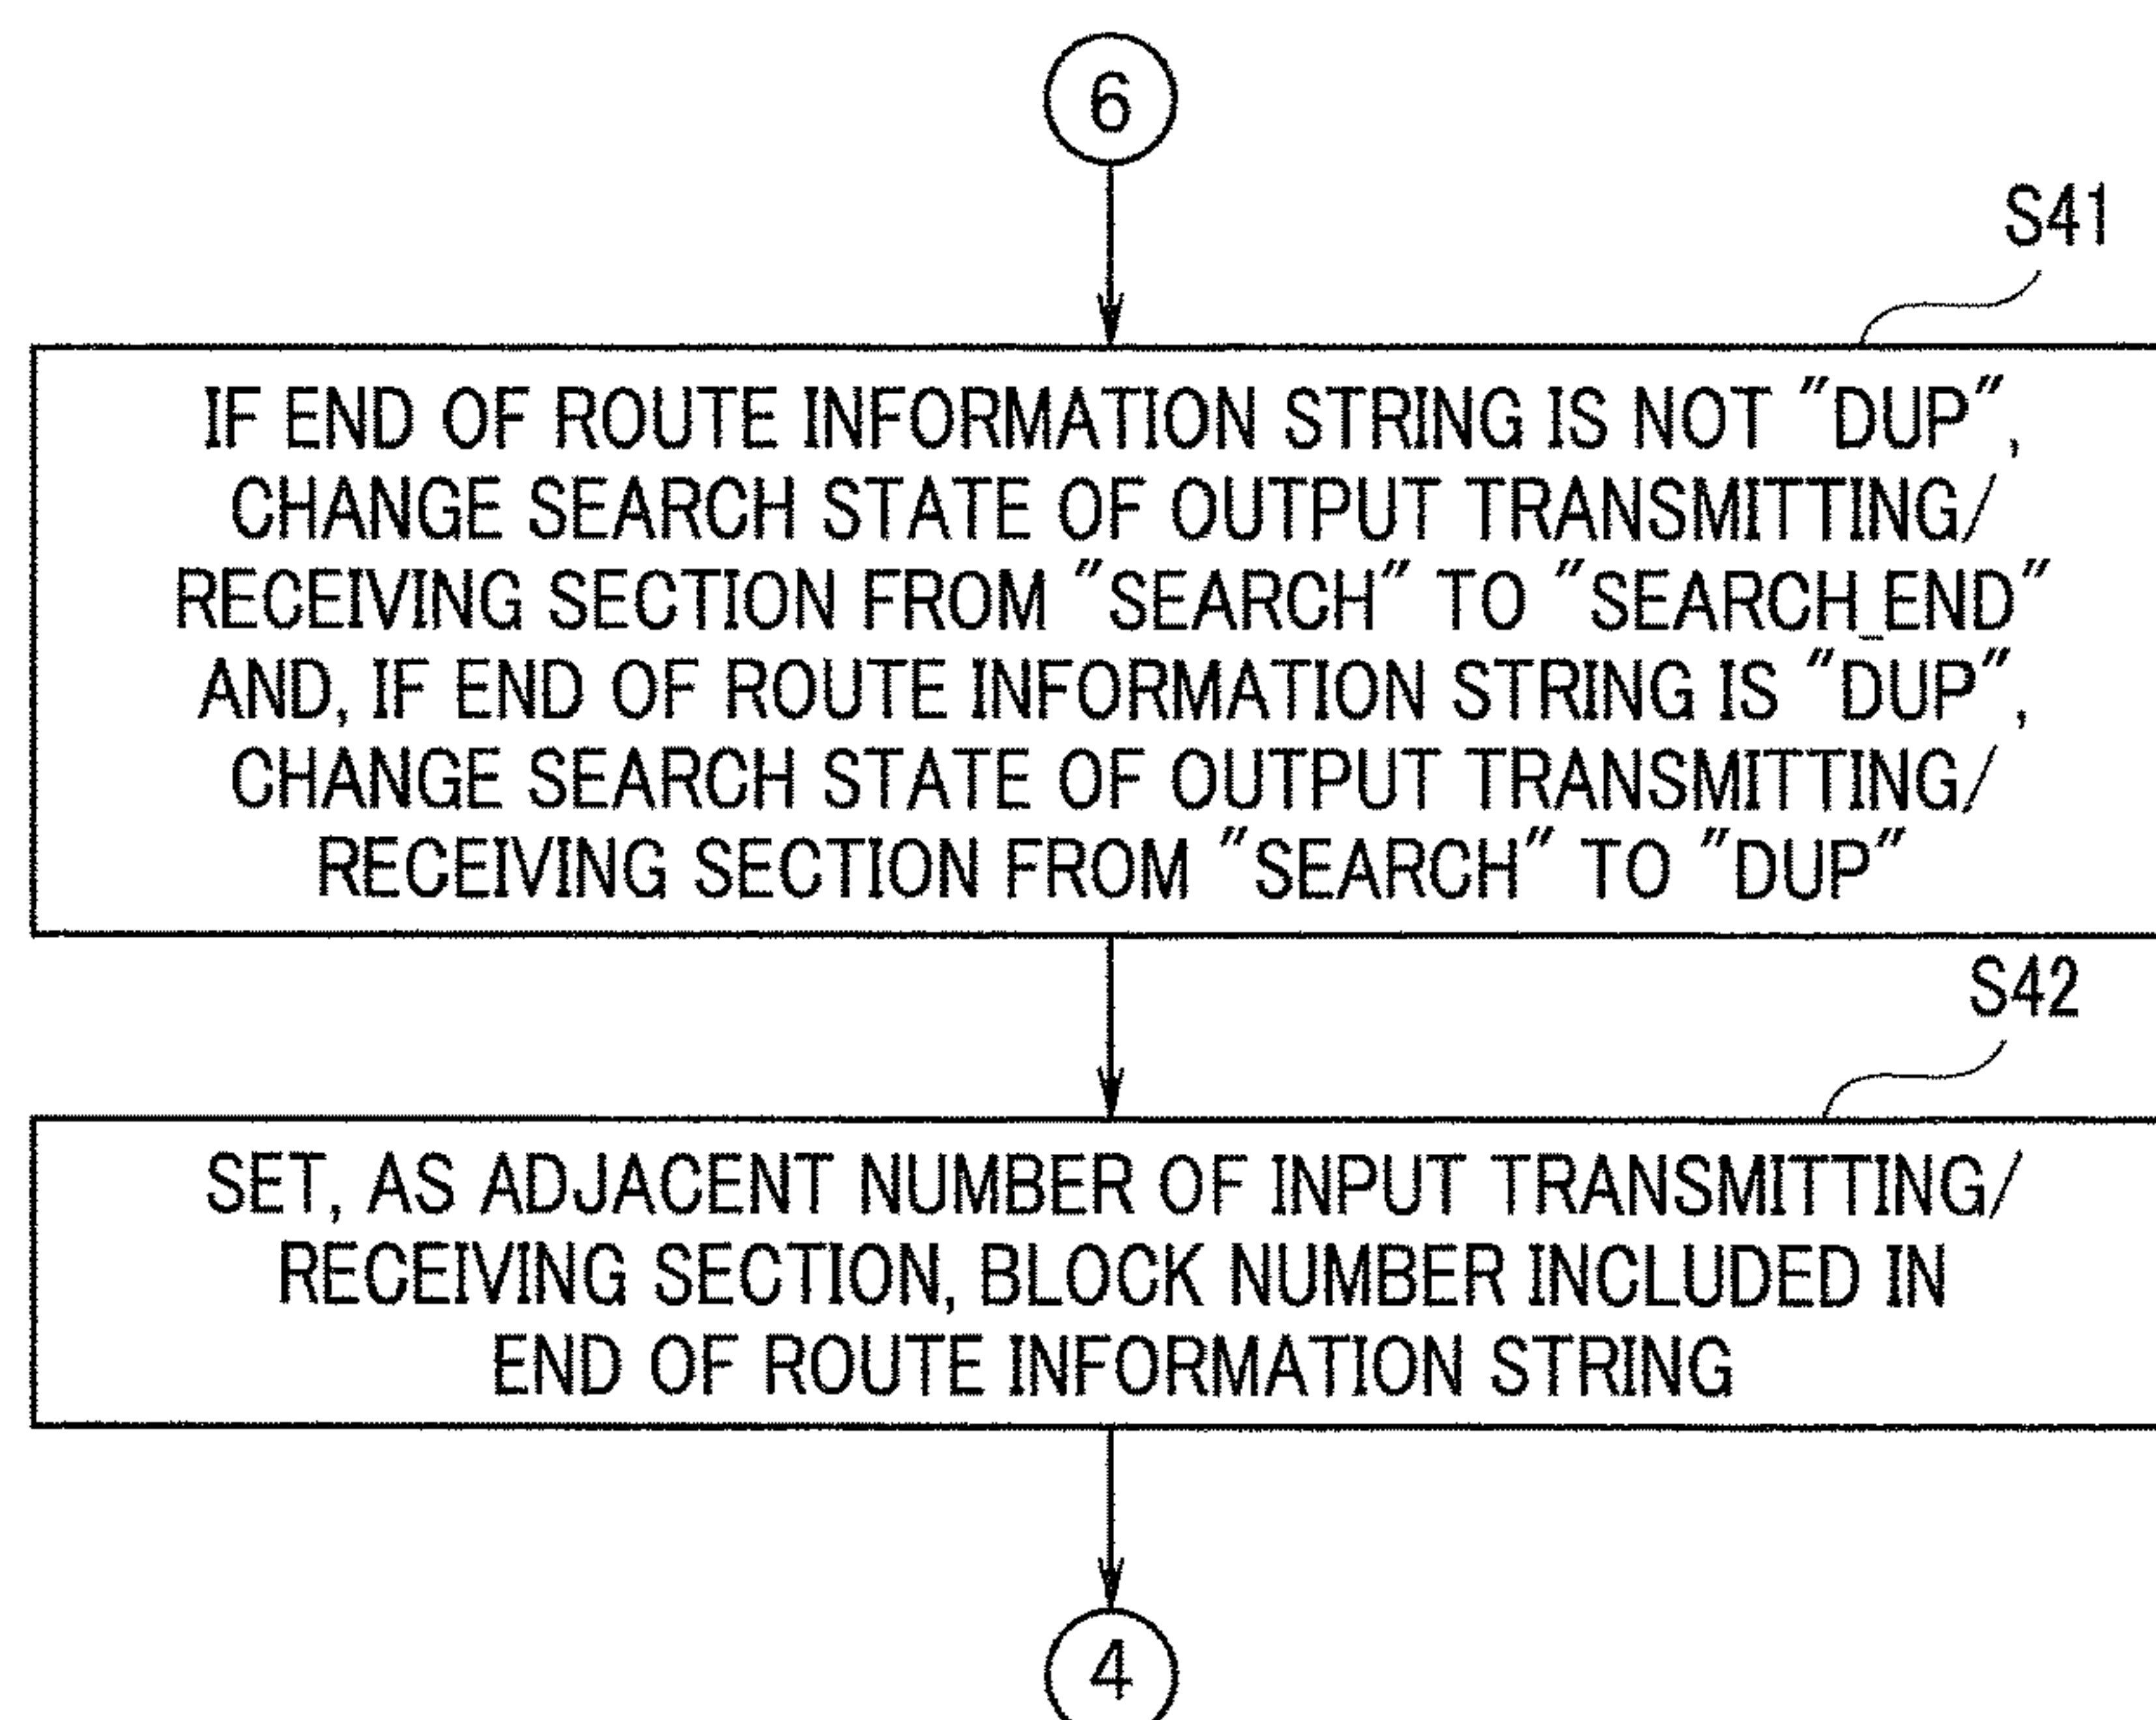 6
S41
IF END OF ROUTE INFORMATION STRING IS NOT "DUP",
CHANGE SEARCH STATE OF OUTPUT TRANSMITTING/
RECEIVING SECTION FROM "SEARCH" TO "SEARCH_END"
AND, IF END OF ROUTE INFORMATION STRING IS "DUP",
CHANGE SEARCH STATE OF OUTPUT TRANSMITTING/
RECEIVING SECTION FROM "SEARCH" TO "DUP"
S42
SET, AS ADJACENT NUMBER OF INPUT TRANSMITTING/
RECEIVING SECTION, BLOCK NUMBER INCLUDED IN
END OF ROUTE INFORMATION STRING
4